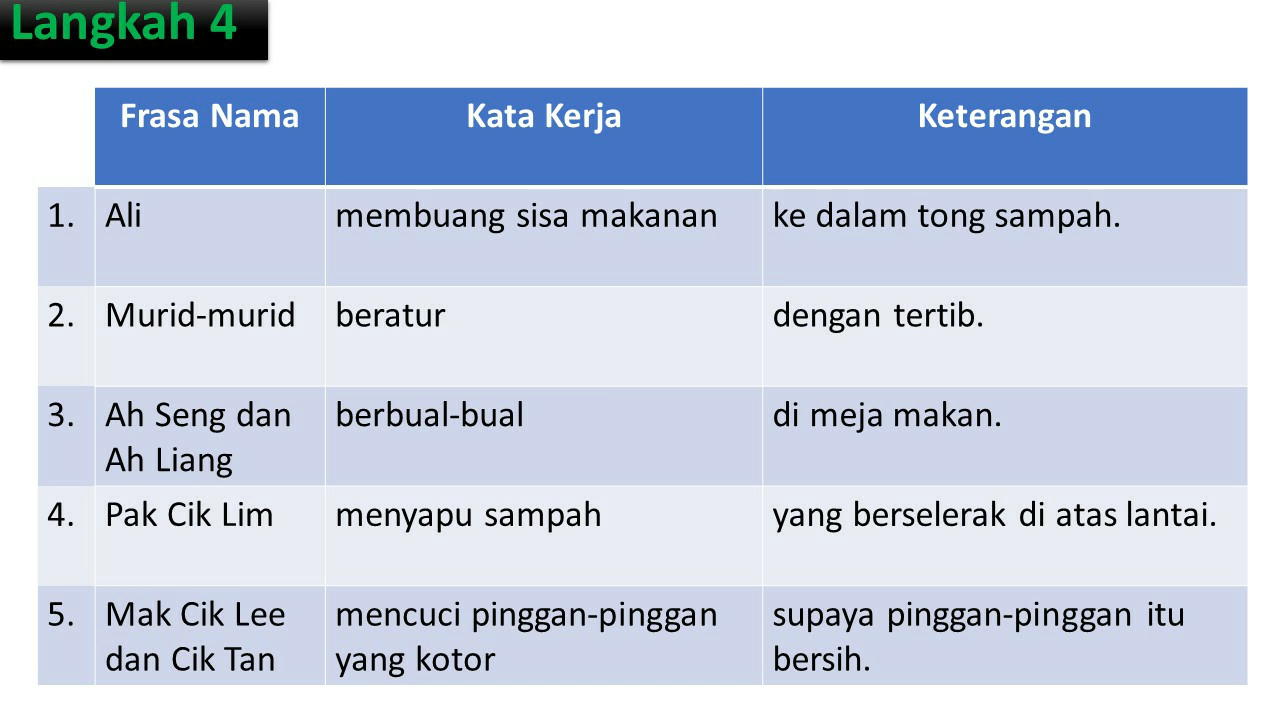 Langkah 4
Frasa Nama Kata Kerja Keterangan
1. Ali membuang sisa makanan ke dalam tong sampah.
2. Murid-murid beratur dengan tertib.
3. Ah Seng dan berbual-bual di meja makan.
Ah Liang
4. Pak Cik Lim menyapu sampah yang berselerak di atas lantai.
5. Mak Cik Lee mencuci pinggan-pinggan supaya pinggan-pinggan itu
dan Cik Tan yang kotor bersih.